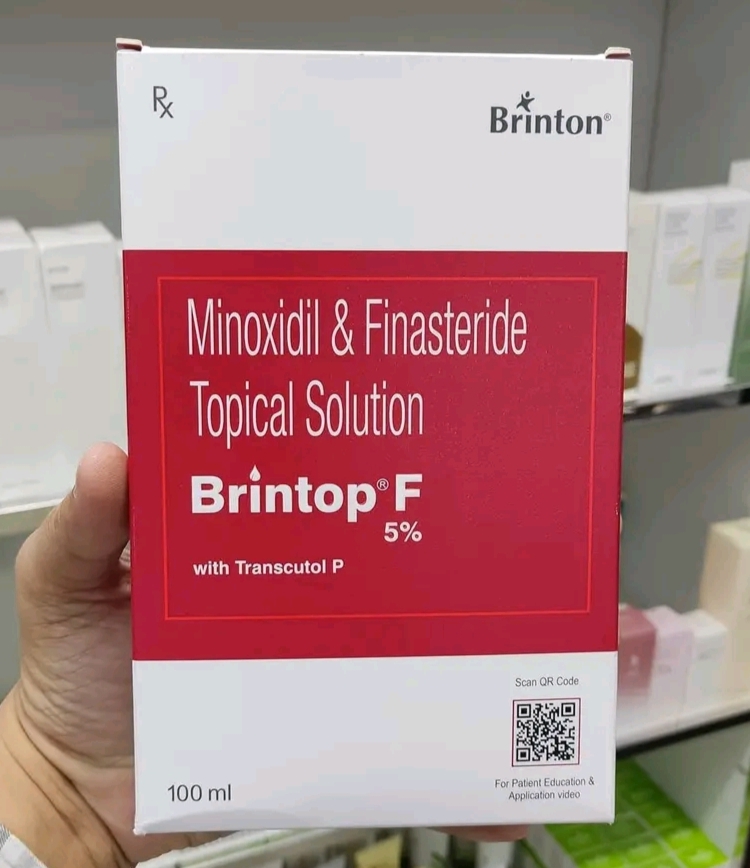 Rx
Brinton®
Minoxidil & Finasteride
Topical Solution
Brintop® F
5%
with Transcutol P
Scan QR Code
For Patient Education &
Application video
100 ml